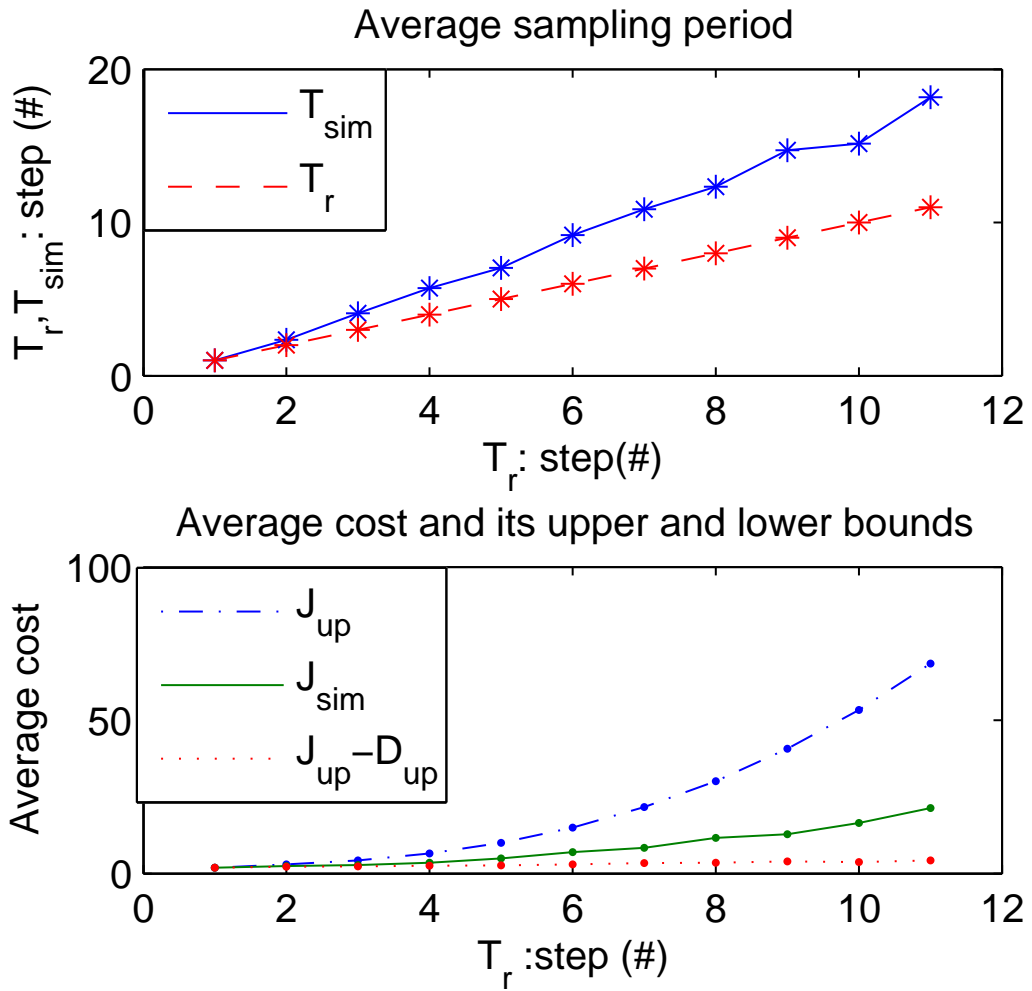 Average sampling period
T_r,T_sim: step (#)
20
10
0
T_sim
T_r
0 2 4 6 8 10 12
T_r: step(#)
Average cost and its upper and lower bounds
Average cost
100
50
0
J_up
J_sim
J_up−D_up
0 2 4 6 8 10 12
T_r :step (#)